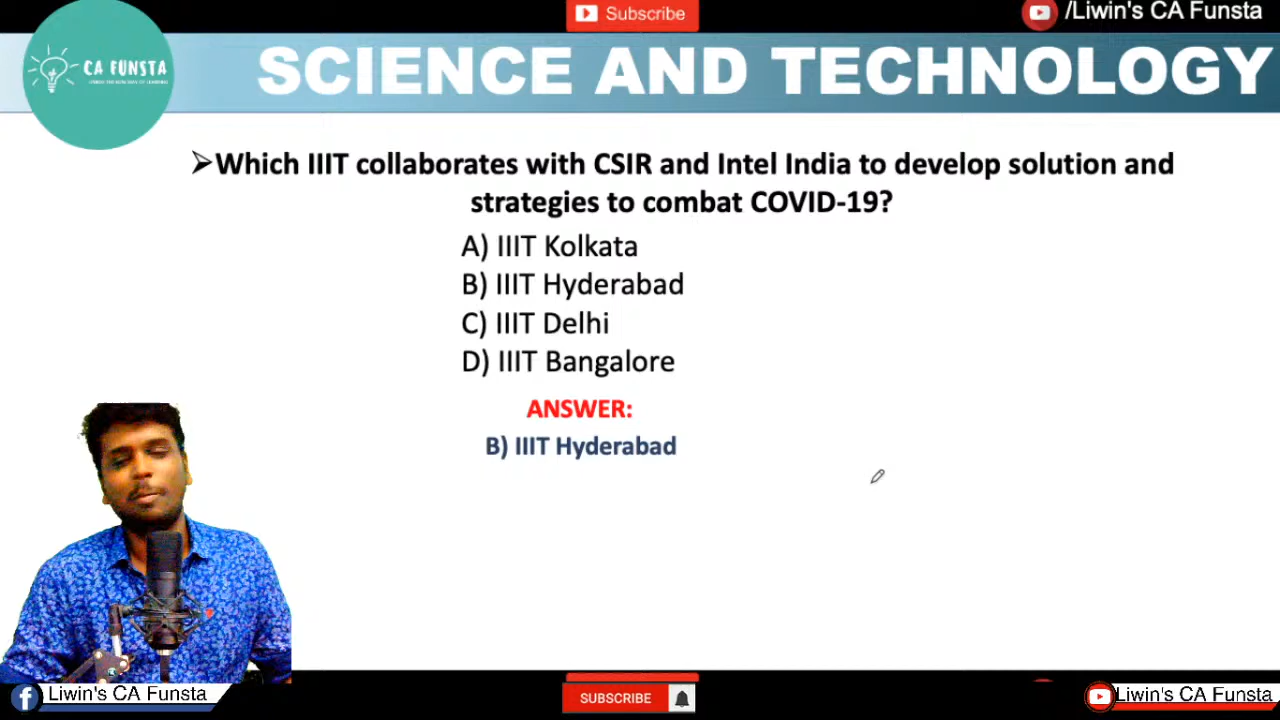 Subscribe
/Liwin's CA Funsta
CA FUNSTA
SCIENCE AND TECHNOLOGY
➢Which IIIT collaborates with CSIR and Intel India to develop solution and
strategies to combat COVID-19?
A) IIIT Kolkata
B) IIIT Hyderabad
C) IIIT Delhi
D) IIIT Bangalore
ANSWER:
B) IIIT Hyderabad
Liwin's CA Funsta
SUBSCRIBE
Liwin's CA Funsta